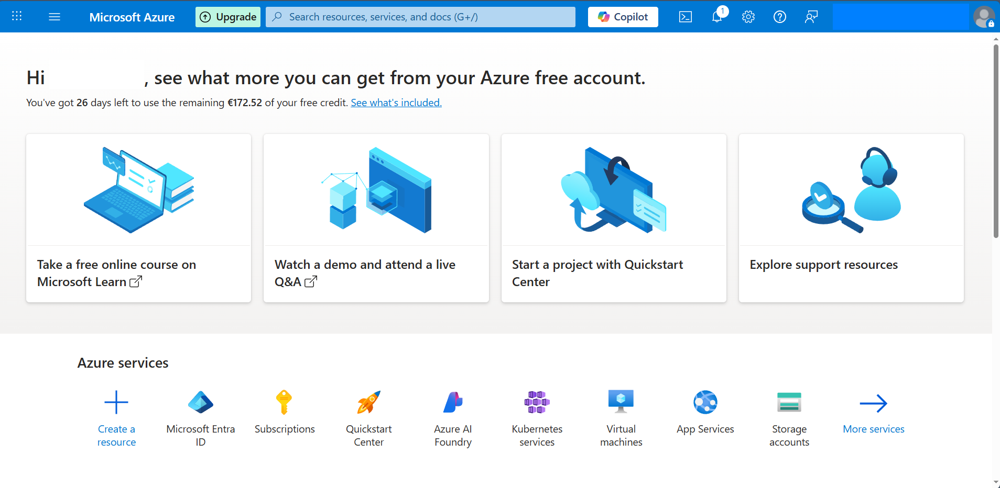 Microsoft Azure
Upgrade
Search resources, services, and docs (G+/)
Copilot
1
Hi , see what more you can get from your Azure free account.
You've got 26 days left to use the remaining €172.52 of your free credit. See what's included.
Take a free online course on
Microsoft Learn
Watch a demo and attend a live
Q&A
Start a project with Quickstart
Center
Explore support resources
Azure services
Create a
resource
Microsoft Entra
ID
Subscriptions
Quickstart
Center
Azure AI
Foundry
Kubernetes
services
Virtual
machines
App Services
Storage
accounts
More services